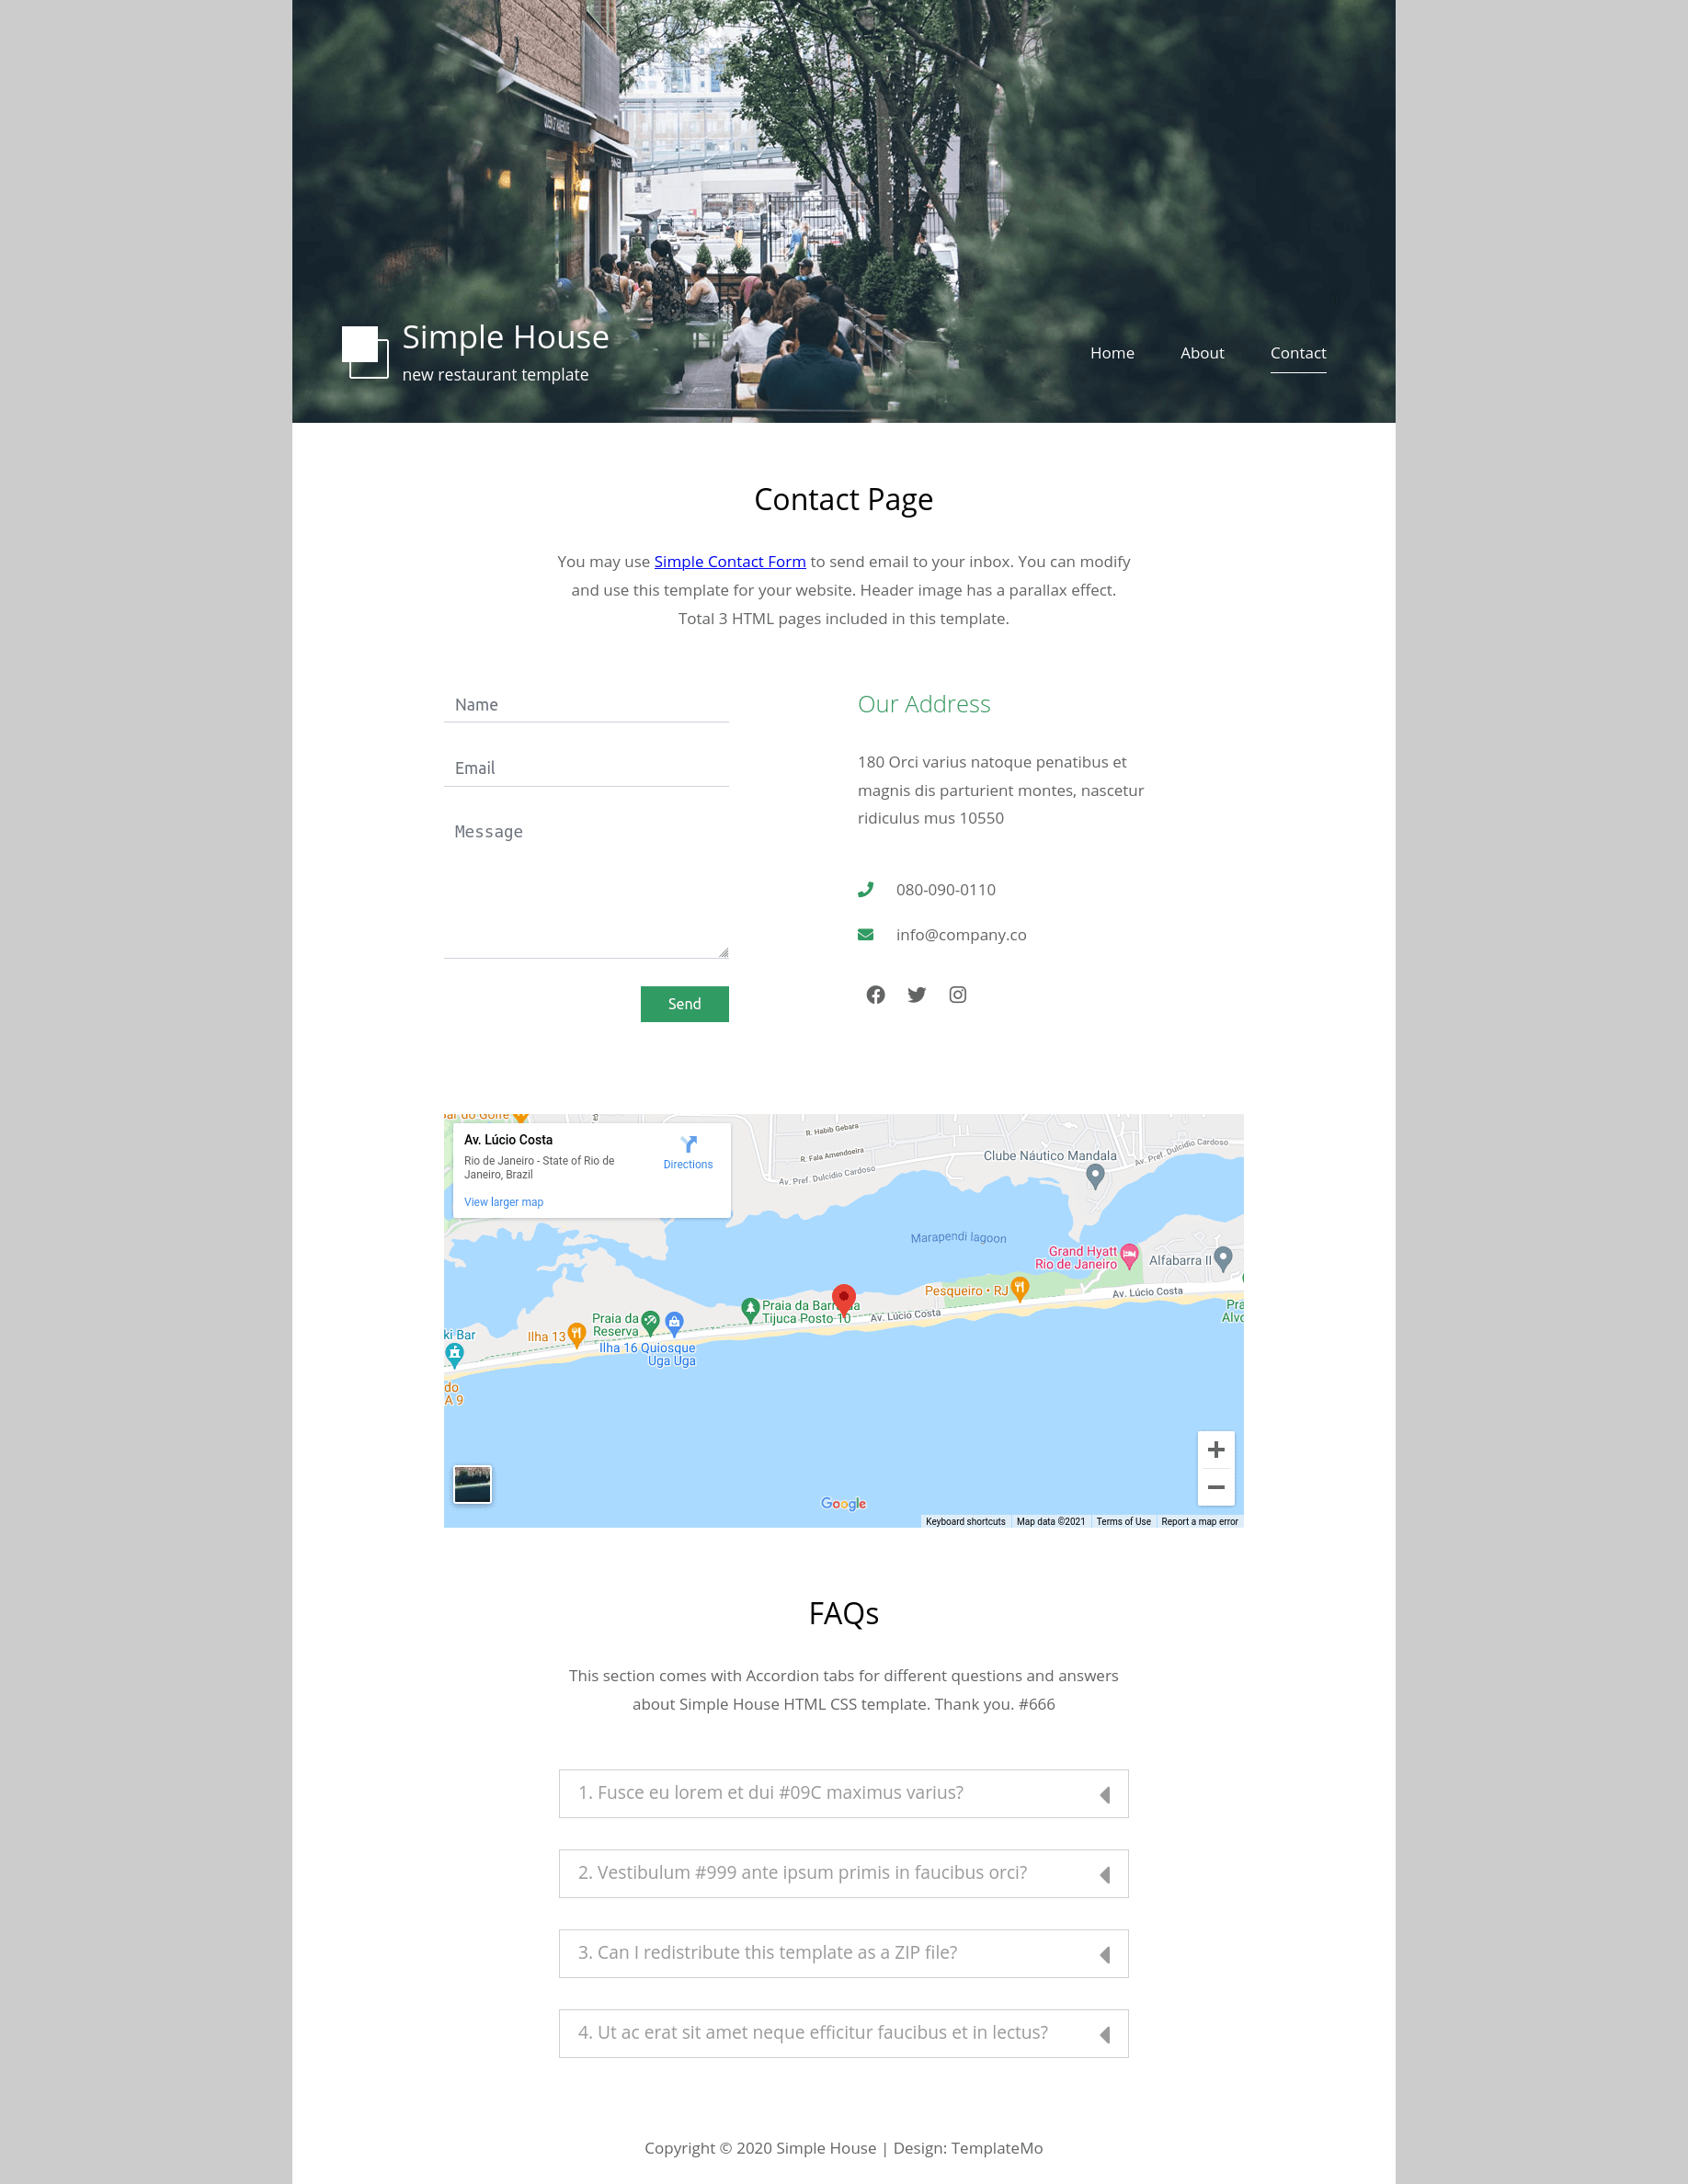 Simple House
new restaurant template
Home
About
Contact
Contact Page
You may use Simple Contact Form to send email to your inbox. You can modify
and use this template for your website. Header image has a parallax effect.
Total 3 HTML pages included in this template.
Name
Email
Message
Send
Our Address
180 Orci varius natoque penatibus et
magnis dis parturient montes, nascetur
ridiculus mus 10550
080-090-0110
info@company.co
Av. Lúcio Costa
Rio de Janeiro - State of Rio de
Janeiro, Brazil
View larger map
Directions
R. Habib Gebara
R. Fala Amendoeira
Av. Pref. Dulcídio Cardoso
Clube Náutico Mandala
Av. Pref. Dulcídio Cardoso
Marapendi lagoon
Grand Hyatt
Rio de Janeiro
Alfabarra II
Pesqueiro • RJ
Av. Lúcio Costa
Praia da
Tijuca Posto 10
Av. Lúcio Costa
Praia da
Reserva
Ilha 13
Ilha 16 Quiosque
Uga Uga
ki Bar
do
A 9
Google
Keyboard shortcuts
Map data ©2021
Terms of Use
Report a map error
FAQs
This section comes with Accordion tabs for different questions and answers
about Simple House HTML CSS template. Thank you. #666
1. Fusce eu lorem et dui #09C maximus varius?
2. Vestibulum #999 ante ipsum primis in faucibus orci?
3. Can I redistribute this template as a ZIP file?
4. Ut ac erat sit amet neque efficitur faucibus et in lectus?
Copyright © 2020 Simple House | Design: TemplateMo